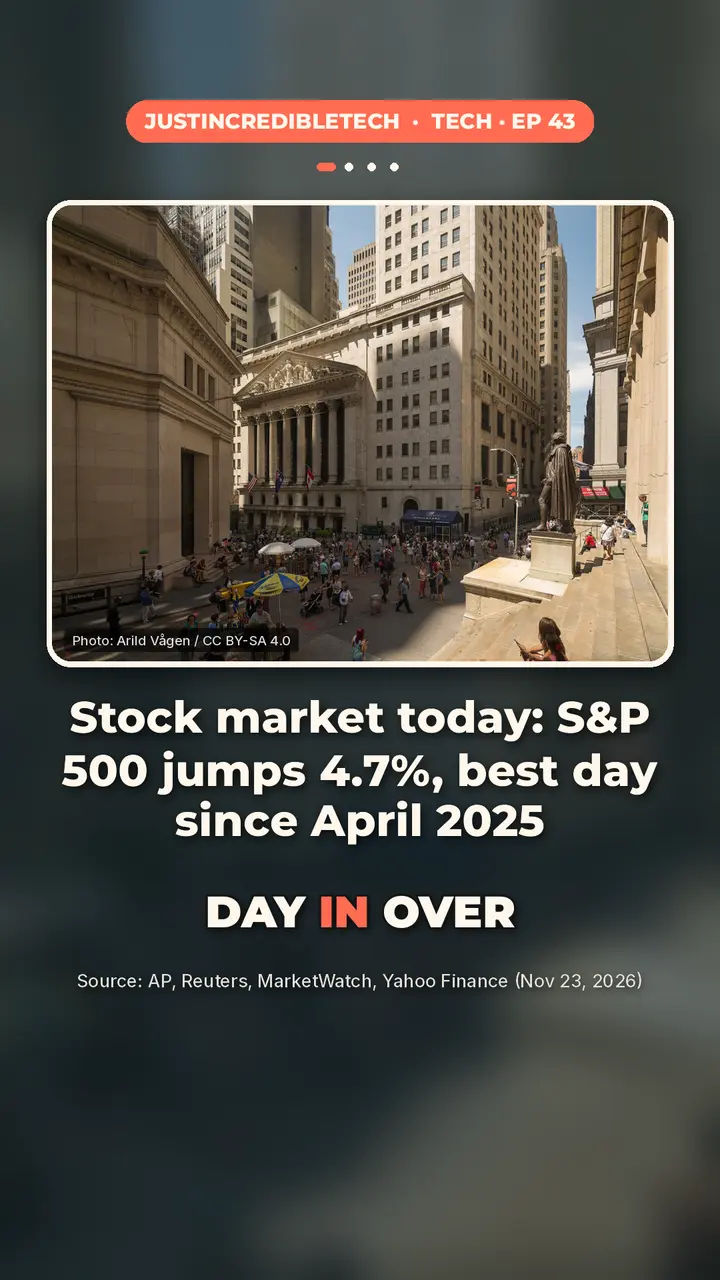 JUSTINCREDIBLETECH · TECH · EP 43
Photo: Arild Vågen / CC BY-SA 4.0
Stock market today: S&P
500 jumps 4.7%, best day
since April 2025
DAY IN OVER
Source: AP, Reuters, MarketWatch, Yahoo Finance (Nov 23, 2026)